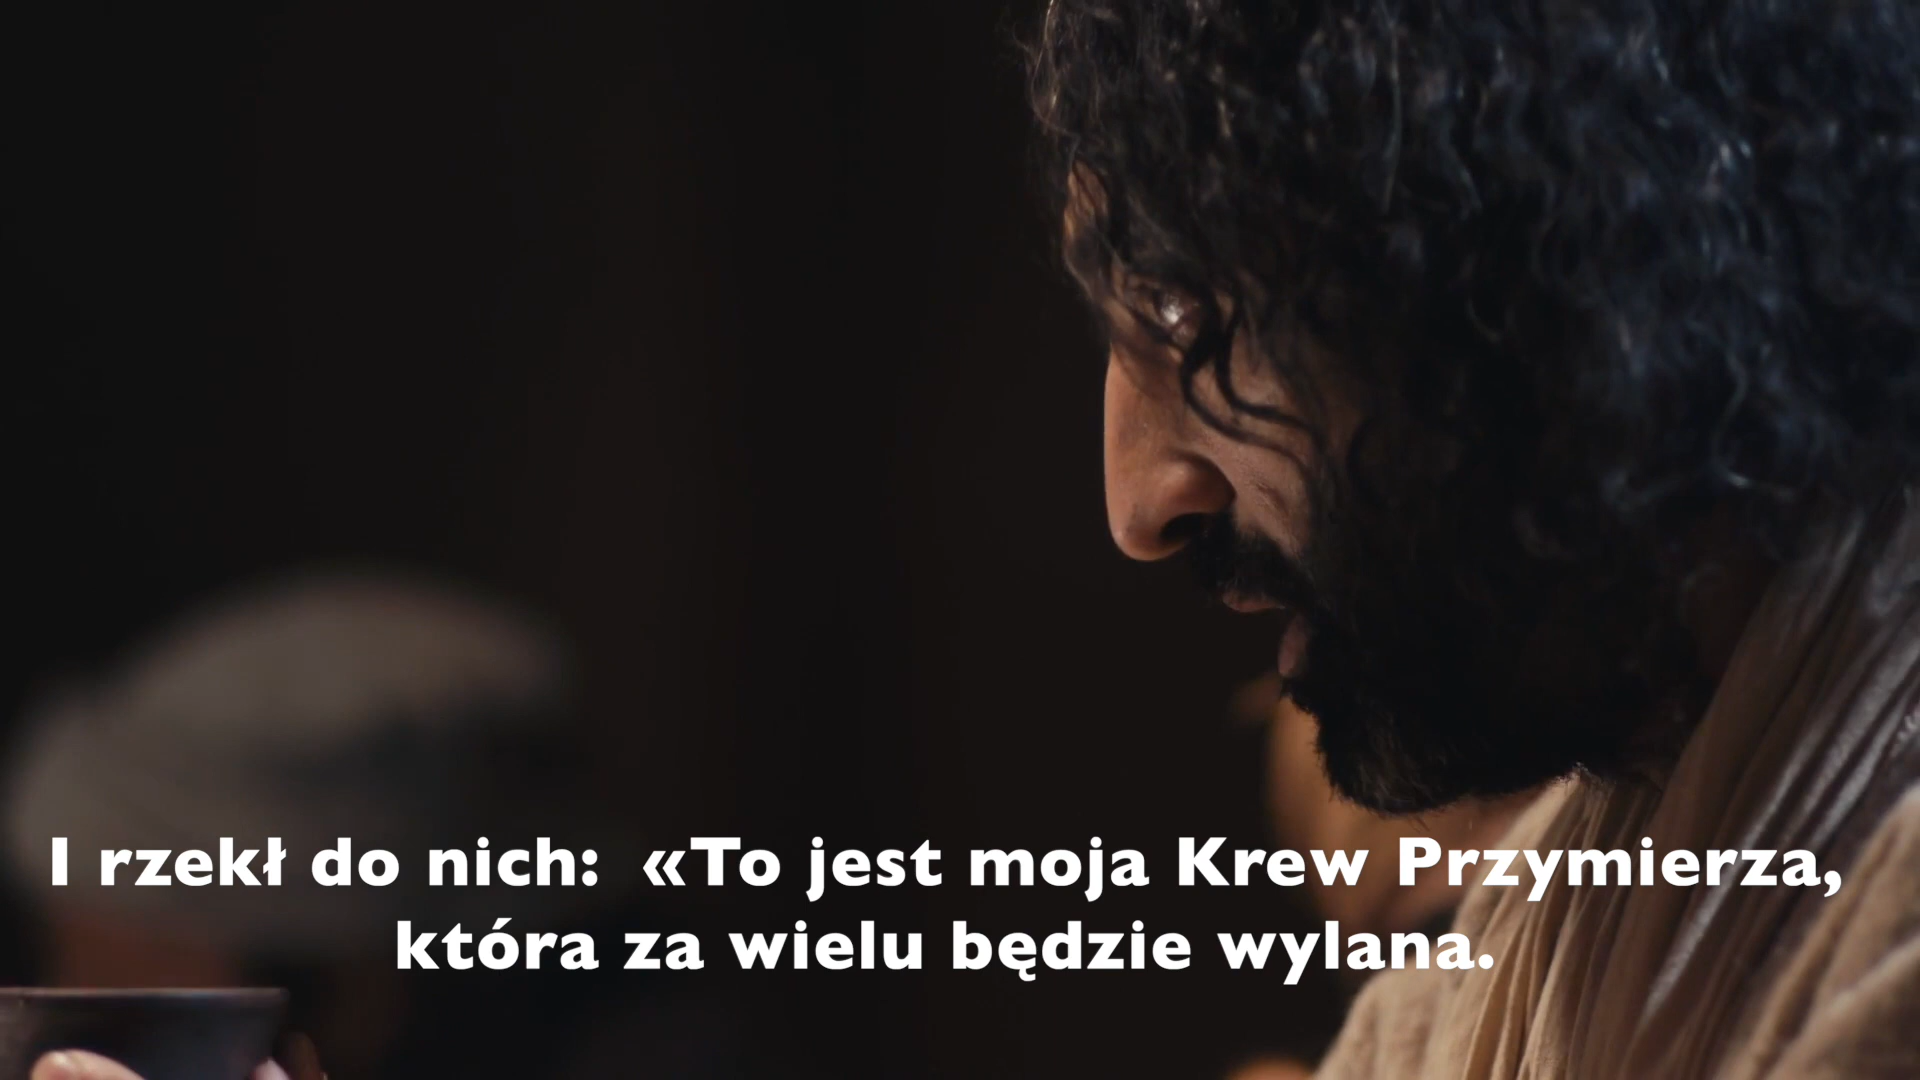 I rzekł do nich: «To jest moja Krew Przymierza,
która za wielu będzie wylana.